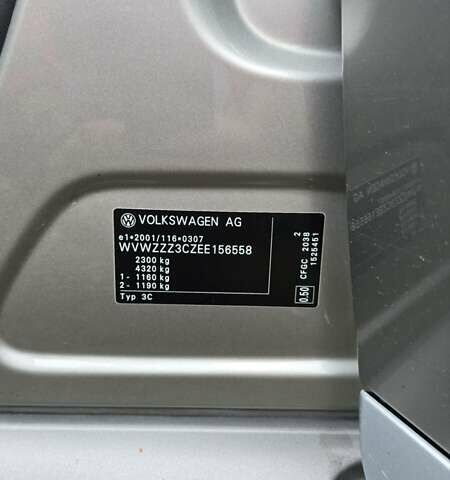 VOLKSWAGEN AG
e1*2001/116*0307
WVWZZZ3CZEE156558
2300 kg
4320 kg
1- 1160 kg
2- 1190 kg
Typ 3C
2
CFGC 203B
1525451
0.50